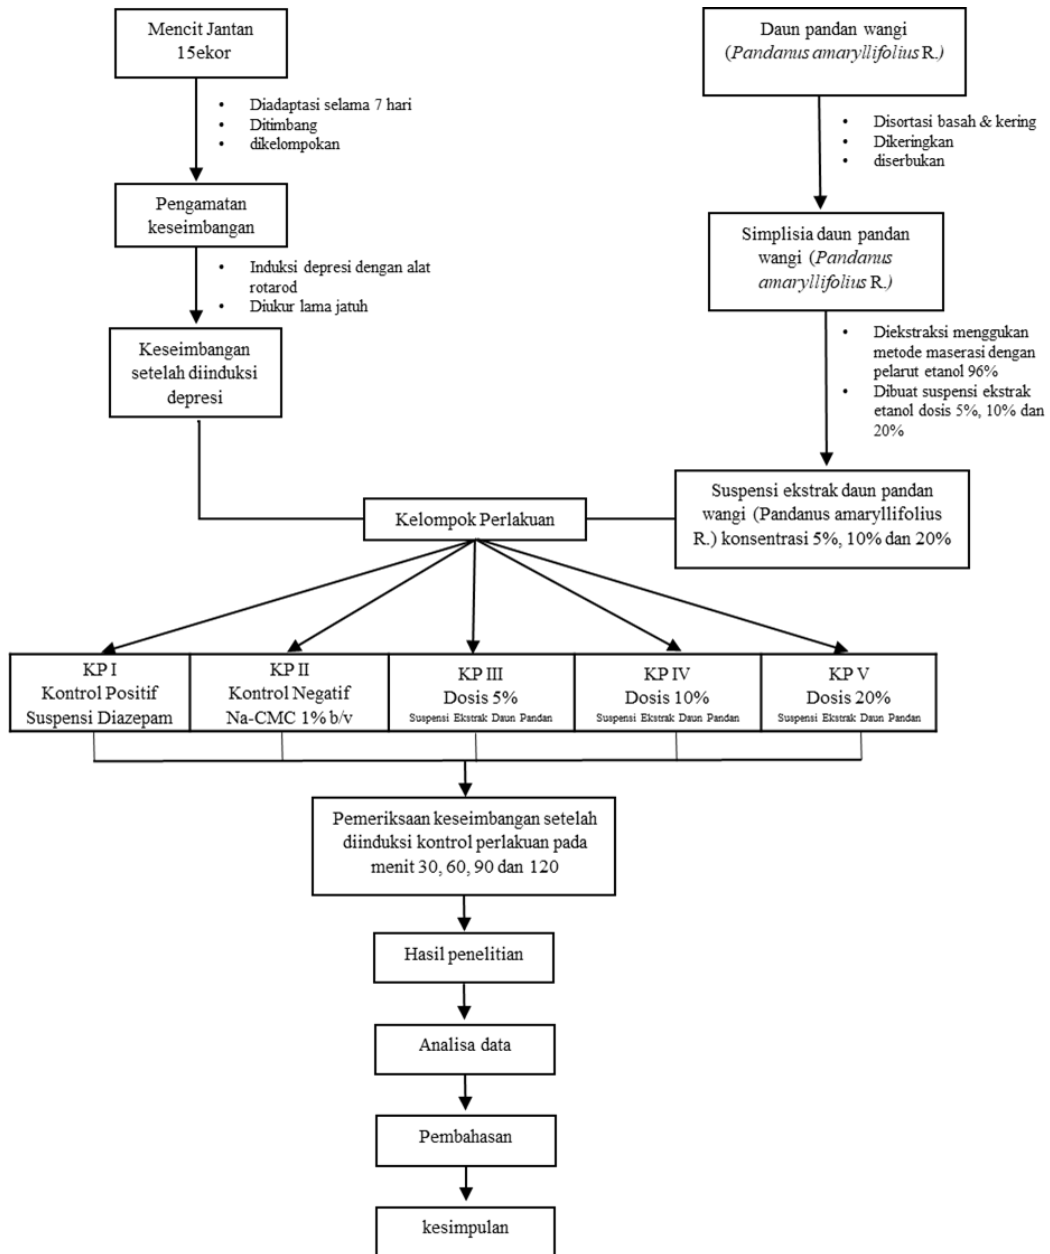 Mencit Jantan
15ekor
• Diadaptasi selama 7 hari
• Ditimbang
• dikelompokan
Pengamatan
keseimbangan
• Induksi depresi dengan alat
rotarod
• Diukur lama jatuh
Keseimbangan
setelah diinduksi
depresi
Daun pandan wangi
(Pandanus amaryllifolius R.)
• Disortasi basah & kering
• Dikeringkan
• diserbukan
Simplisia daun pandan
wangi (Pandanus
amaryllifolius R.)
• Diekstraksi menggukan
metode maserasi dengan
pelarut etanol 96%
• Dibuat suspensi ekstrak
etanol dosis 5%, 10% dan
20%
Suspensi ekstrak daun pandan
wangi (Pandanus amaryllifolius
R.) konsentrasi 5%, 10% dan 20%
Kelompok Perlakuan
KP I
Kontrol Positif
Suspensi Diazepam
KP II
Kontrol Negatif
Na-CMC 1% b/v
KP III
Dosis 5%
Suspensi Ekstrak Daun Pandan
KP IV
Dosis 10%
Suspensi Ekstrak Daun Pandan
KP V
Dosis 20%
Suspensi Ekstrak Daun Pandan
Pemeriksaan keseimbangan setelah
diinduksi kontrol perlakuan pada
menit 30, 60, 90 dan 120
Hasil penelitian
Analisa data
Pembahasan
kesimpulan